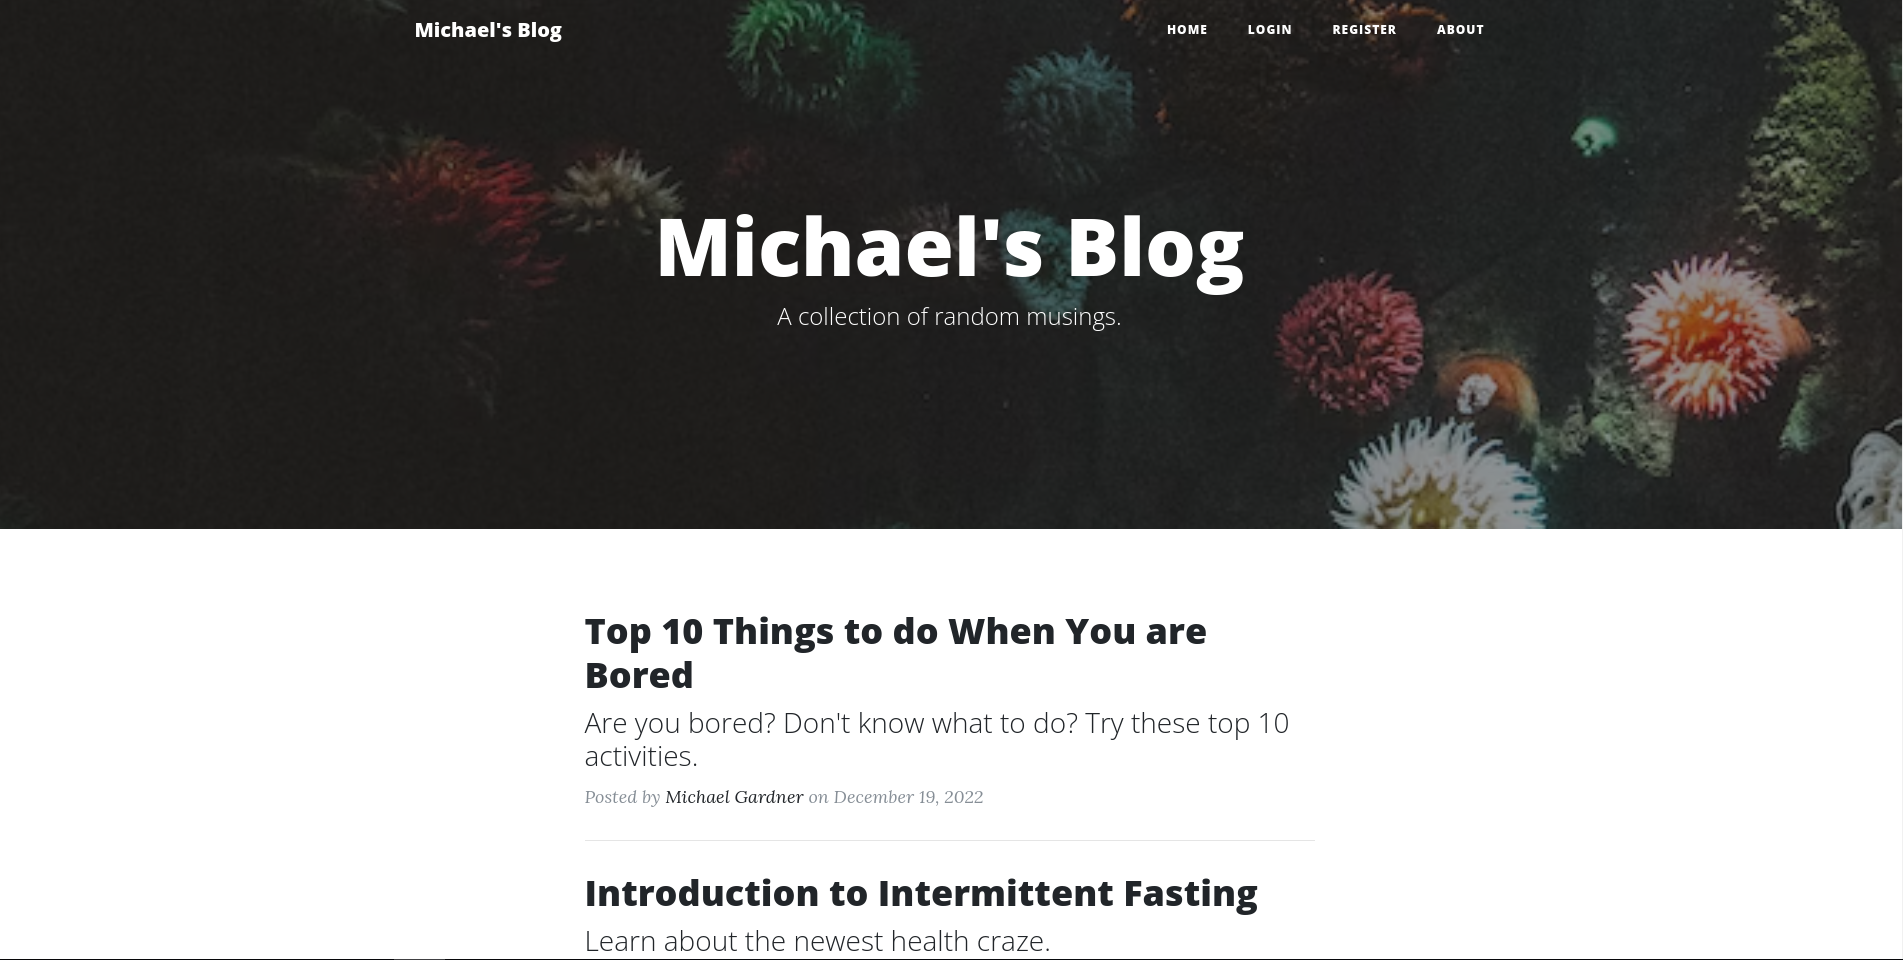 Michael's Blog
HOME LOGIN REGISTER ABOUT
Michael's Blog
A collection of random musings.
Top 10 Things to do When You are
Bored
Are you bored? Don't know what to do? Try these top 10
activities.
Posted by Michael Gardner on December 19, 2022
Introduction to Intermittent Fasting
Learn about the newest health craze.